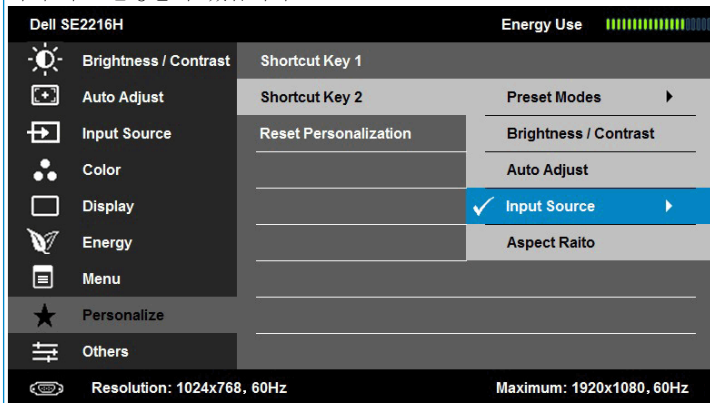 Dell SE2216H Energy Use
Brightness / Contrast Shortcut Key 1
Auto Adjust Shortcut Key 2 Preset Modes
Input Source Reset Personalization Brightness / Contrast
Color Auto Adjust
Display Input Source
Energy Aspect Raito
Menu
Personalize
Others
Resolution: 1024x768, 60Hz Maximum: 1920x1080, 60Hz